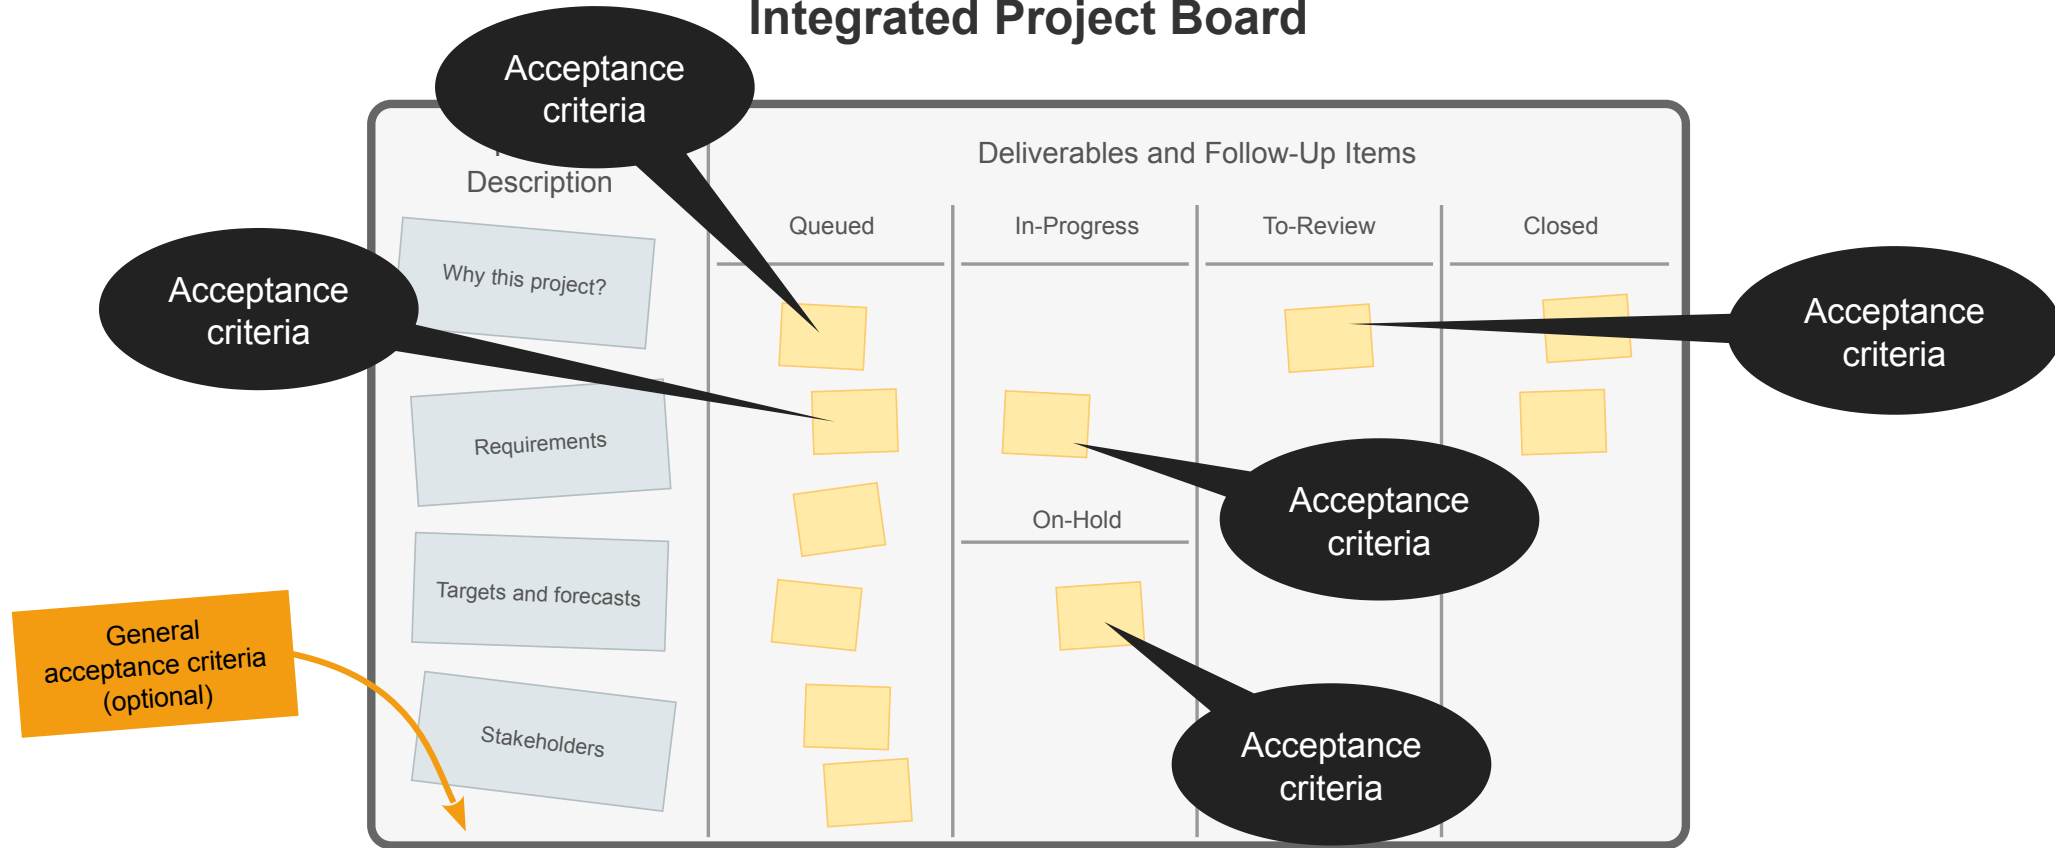 Integrated Project Board
Acceptance
criteria
Description
Deliverables and Follow-Up Items
Queued
In-Progress
To-Review
Closed
Why this project?
Acceptance
criteria
Acceptance
criteria
Requirements
Acceptance
criteria
On-Hold
Targets and forecasts
General
acceptance criteria
(optional)
Stakeholders
Acceptance
criteria